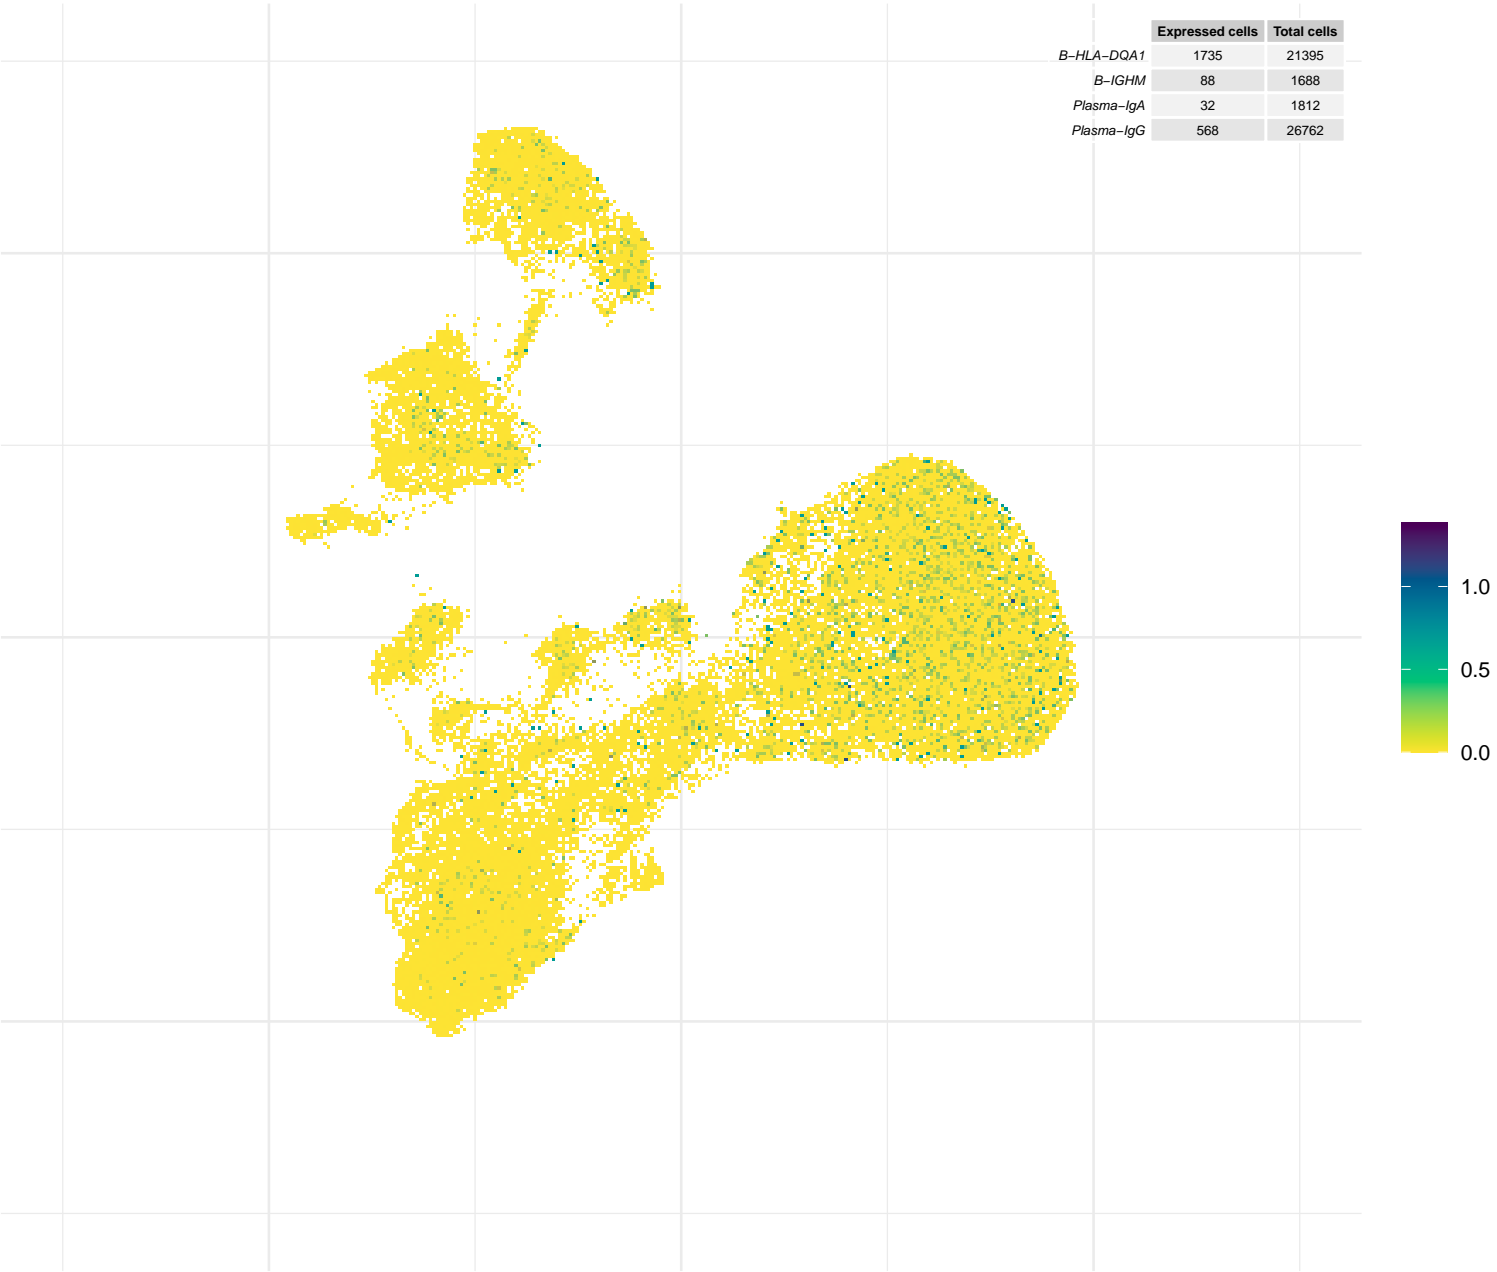 Expressed cells Total cells
B−HLA−DQA1 1735 21395
B−IGHM 88 1688
Plasma−IgA 32 1812
Plasma−IgG 568 26762
1.0
0.5
0.0